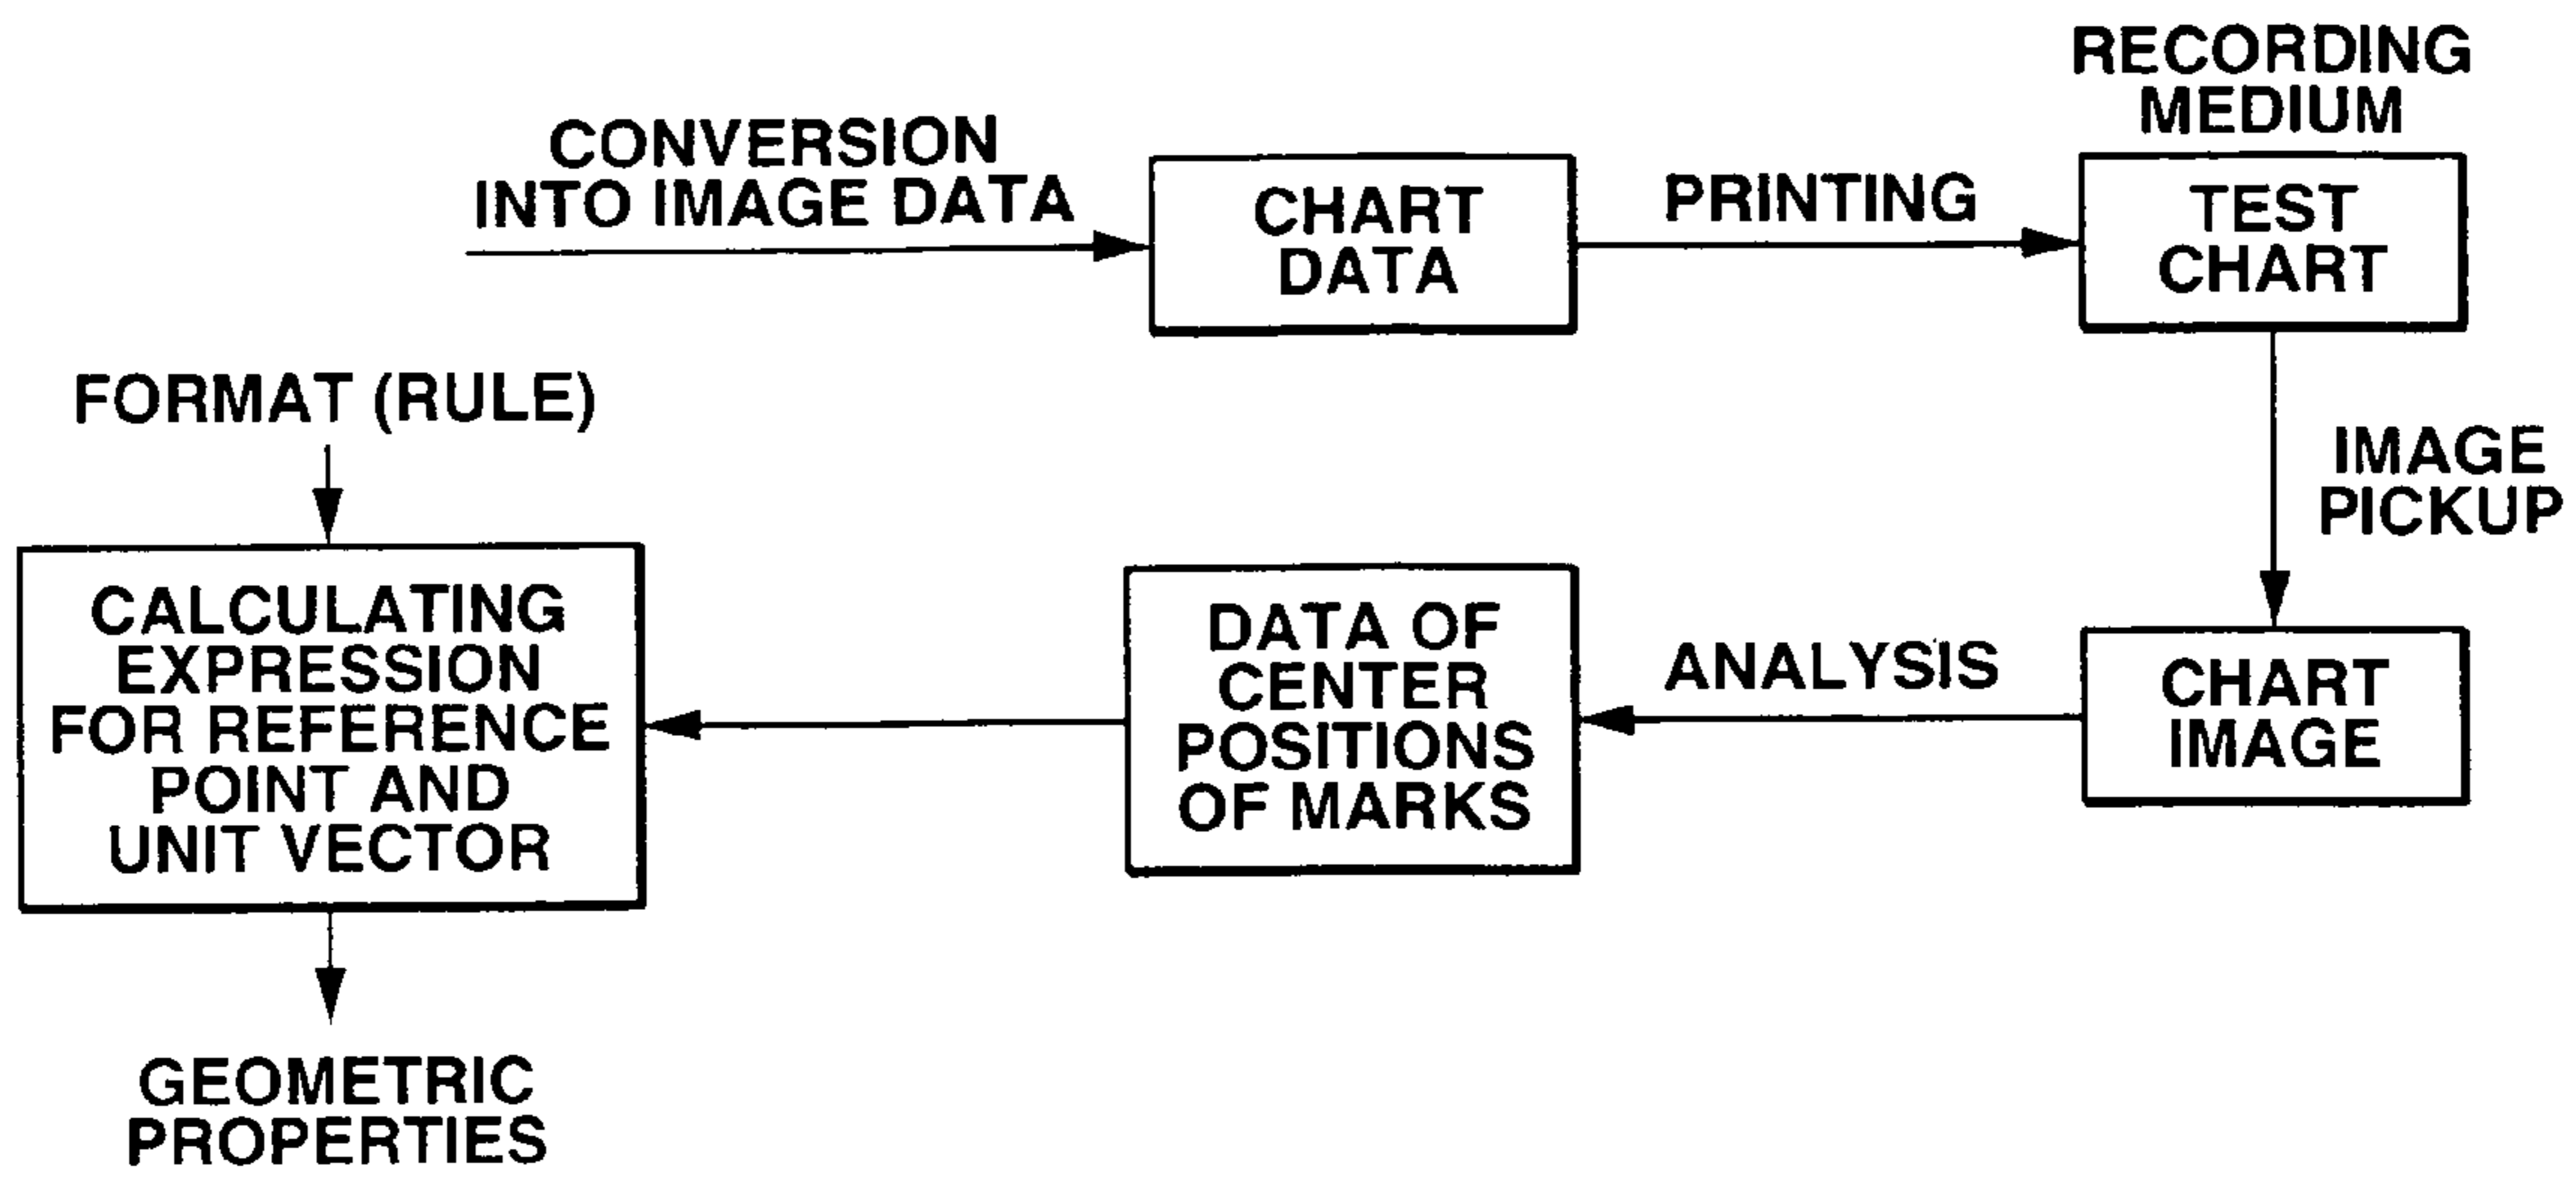 RECORDING
MEDIUM
CONVERSION
INTO IMAGE DATA
CHART
DATA
PRINTING
TEST
CHART
IMAGE
PICKUP
FORMAT (RULE)
CALCULATING
EXPRESSION
FOR REFERENCE
POINT AND
UNIT VECTOR
DATA OF
CENTER
POSITIONS
OF MARKS
ANALYSIS
CHART
IMAGE
GEOMETRIC
PROPERTIES